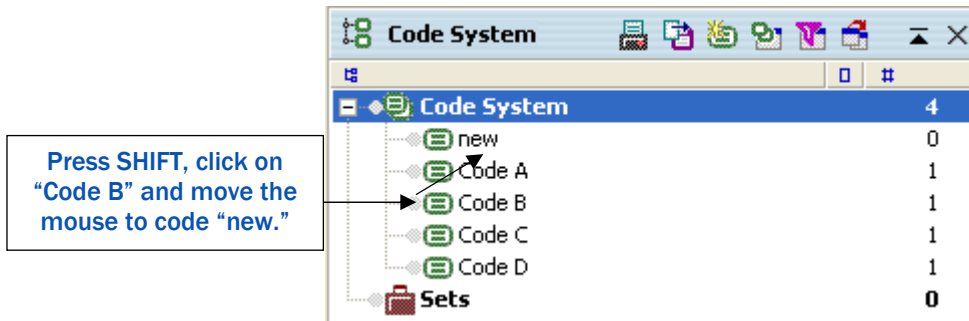 Code System
#
Code System 4
new 0
Code A 1
Press SHIFT, click on
“Code B” and move the
mouse to code “new.”
Code B 1
Code C 1
Code D 1
Sets 0